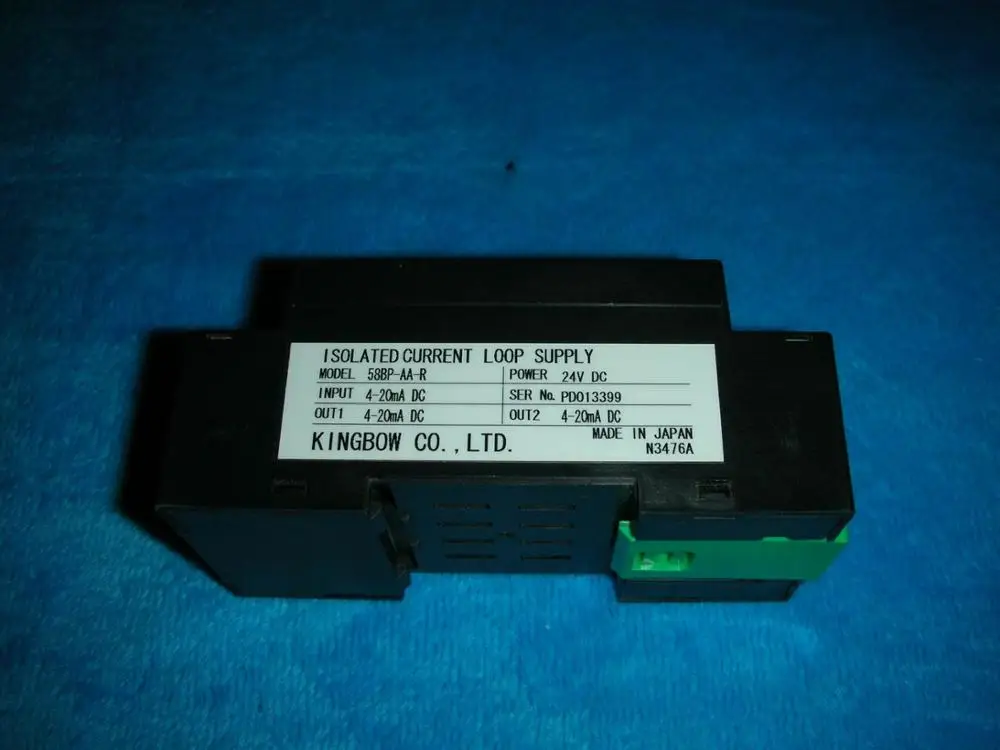 ISOLATED CURRENT LOOP SUPPLY
MODEL 58BP-AA-R POWER 24V DC
INPUT 4-20mA DC SER No. PD013399
OUT1 4-20mA DC OUT2 4-20mA DC
KINGBOW CO.,LTD. MADE IN JAPAN
N3476A